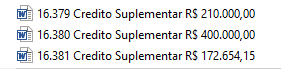 16.379 Credito Suplementar R$ 210.000,00
16.380 Credito Suplementar R$ 400.000,00
16.381 Credito Suplementar R$ 172.654,15